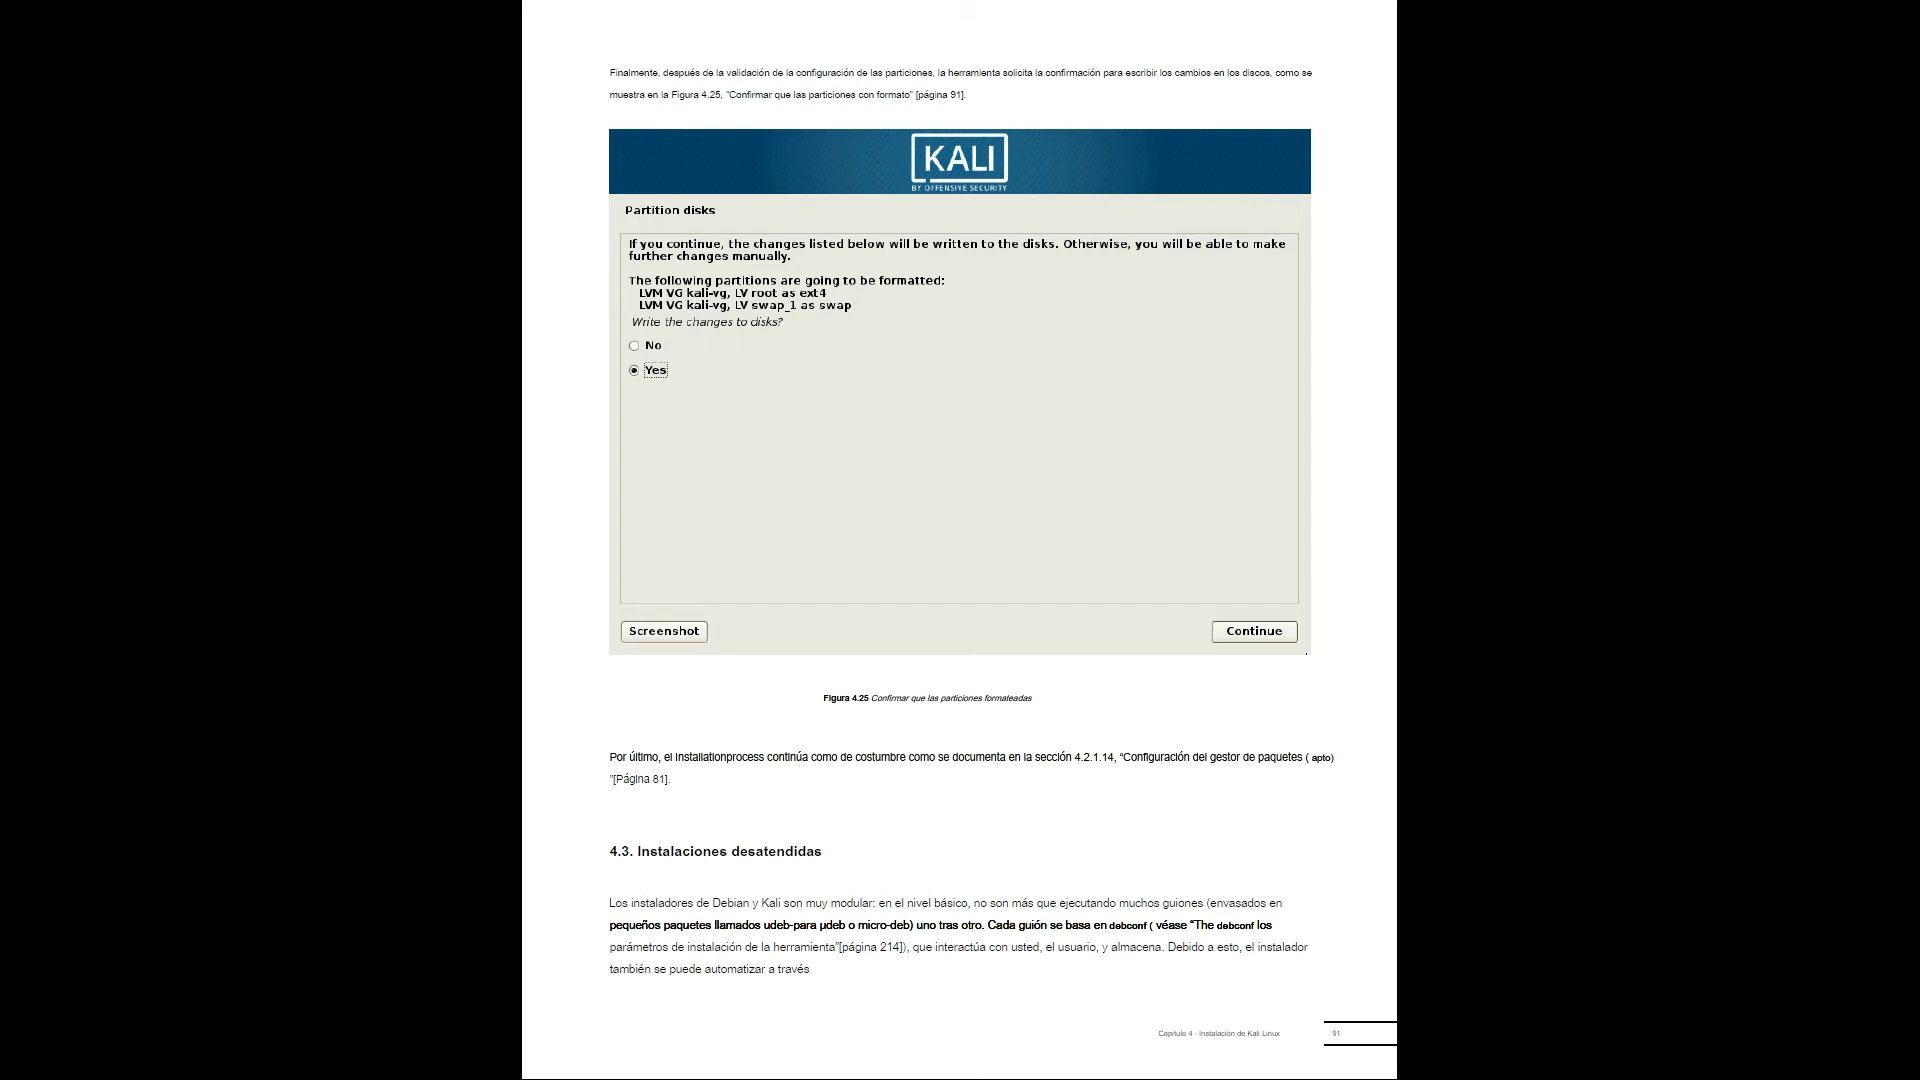 Finalmente, después de la validación de la configuración de las particiones, la herramienta solicita la confirmación para escribir los cambios en los discos, como se
muestra en la Figura 4.25, “Confirmar que las particiones con formato” [página 91].
KALI
BY OFFENSIVE SECURITY
Partition disks
If you continue, the changes listed below will be written to the disks. Otherwise, you will be able to make
further changes manually.
The following partitions are going to be formatted:
LVM VG kali-vg, LV root as ext4
LVM VG kali-vg, LV swap_1 as swap
Write the changes to disks?
No
Yes
Screenshot
Continue
Figura 4.25 Confirmar que las particiones formateadas
Por último, el installationprocess continúa como de costumbre como se documenta en la sección 4.2.1.14, “Configuración del gestor de paquetes ( apto)
”[Página 81].
4.3. Instalaciones desatendidas
Los instaladores de Debian y Kali son muy modular: en el nivel básico, no son más que ejecutando muchos guiones (envasados en
pequeños paquetes llamados udeb-para μdeb o micro-deb) uno tras otro. Cada guión se basa en debconf ( véase “The debconf los
parámetros de instalación de la herramienta”[página 214]), que interactúa con usted, el usuario, y almacena. Debido a esto, el instalador
también se puede automatizar a través
Capítulo 4 - Instalación de Kali Linux
91